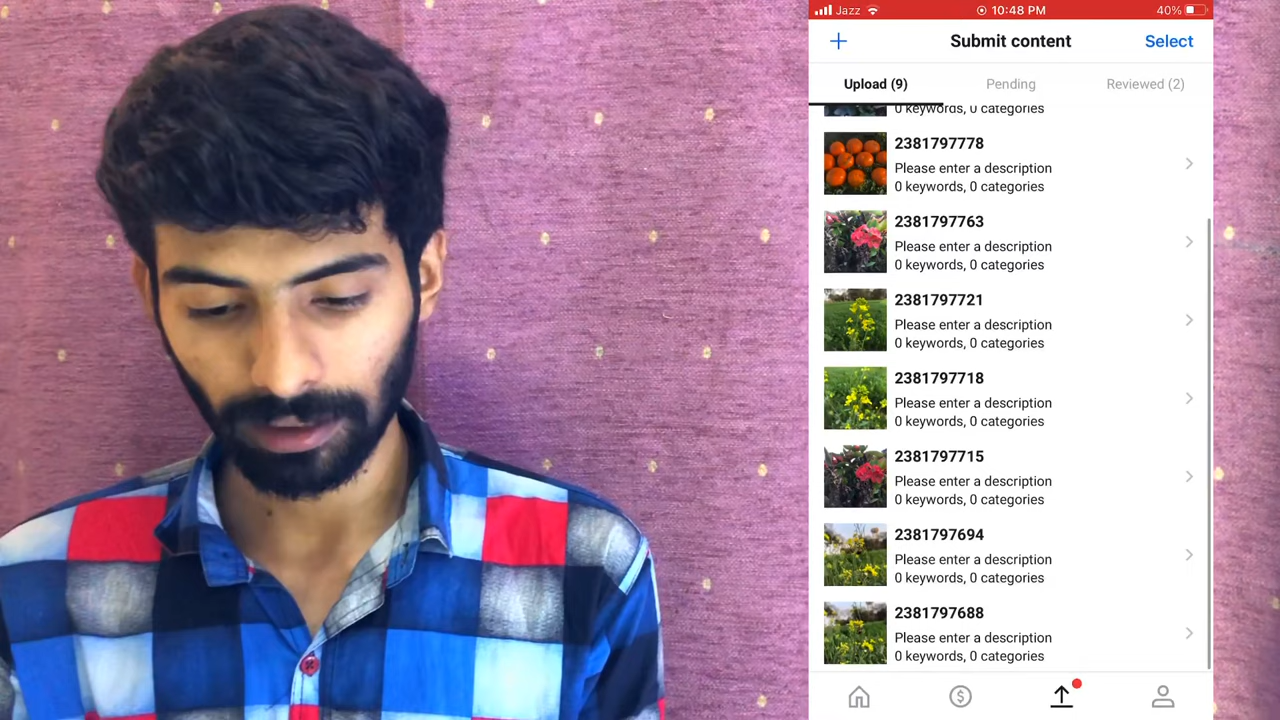 Jazz 10:48 PM 40%
Submit content Select
Upload (9) Pending Reviewed (2)
0 keywords, 0 categories
2381797778
Please enter a description
0 keywords, 0 categories
2381797763
Please enter a description
0 keywords, 0 categories
2381797721
Please enter a description
0 keywords, 0 categories
2381797718
Please enter a description
0 keywords, 0 categories
2381797715
Please enter a description
0 keywords, 0 categories
2381797694
Please enter a description
0 keywords, 0 categories
2381797688
Please enter a description
0 keywords, 0 categories